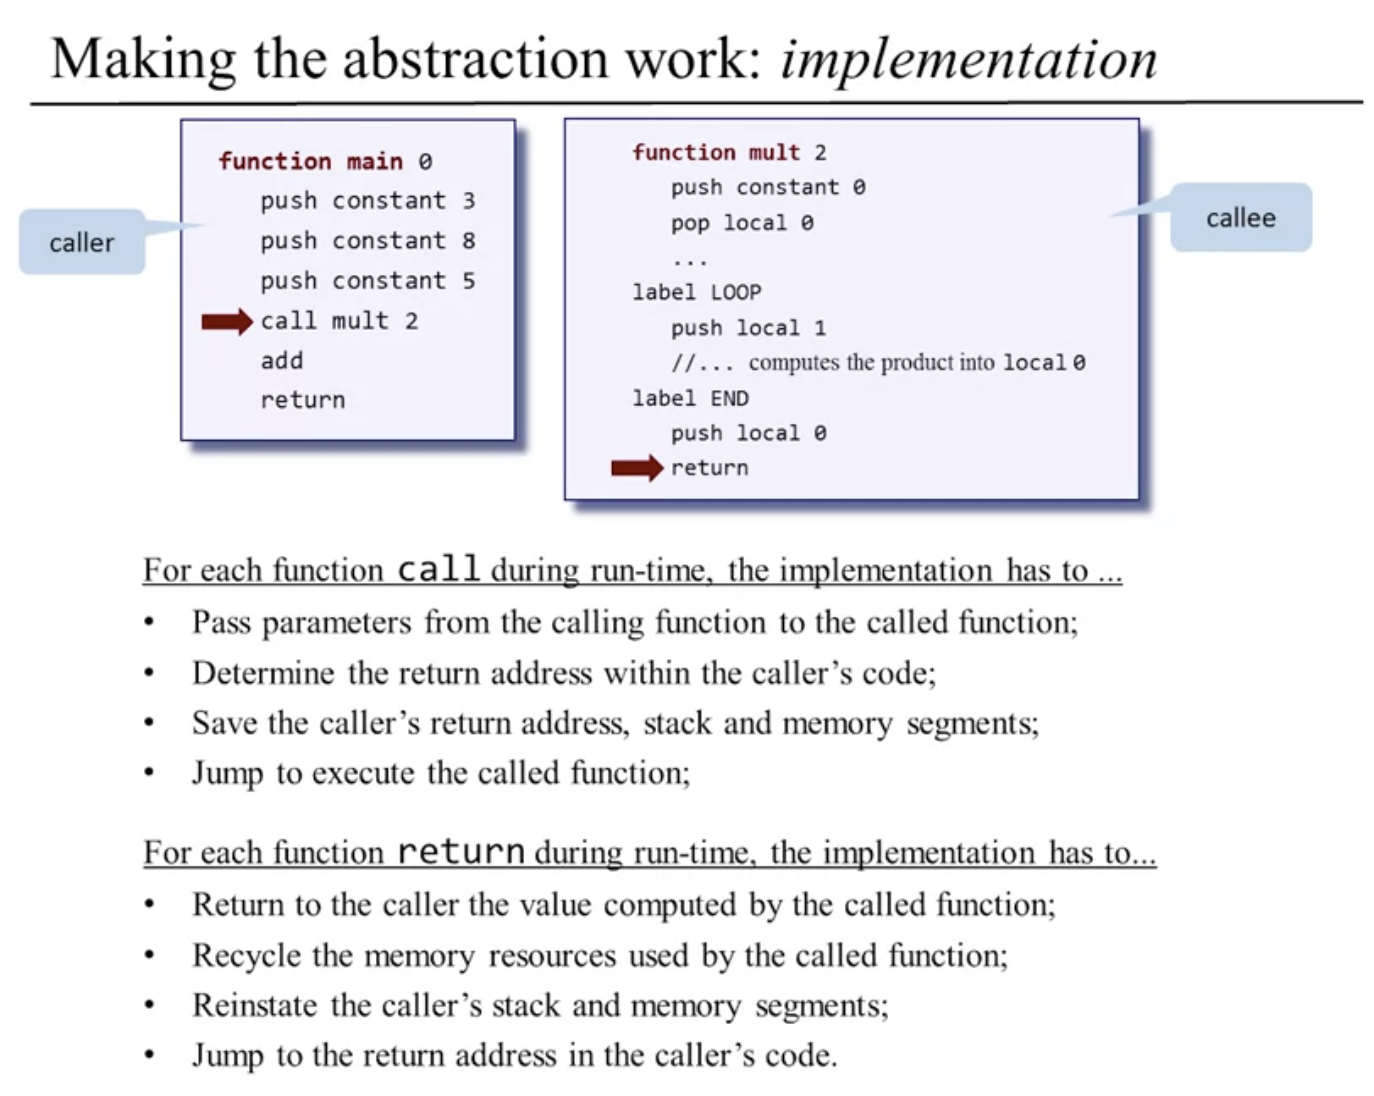 Making the abstraction work: implementation
caller
function main 0
push constant 3
push constant 8
push constant 5
call mult 2
add
return
function mult 2
push constant 0
pop local 0
...
label LOOP
push local 1
//... computes the product into local 0
label END
push local 0
return
callee
For each function call during run-time, the implementation has to ...
• Pass parameters from the calling function to the called function;
• Determine the return address within the caller’s code;
• Save the caller’s return address, stack and memory segments;
• Jump to execute the called function;
For each function return during run-time, the implementation has to...
• Return to the caller the value computed by the called function;
• Recycle the memory resources used by the called function;
• Reinstate the caller’s stack and memory segments;
• Jump to the return address in the caller’s code.